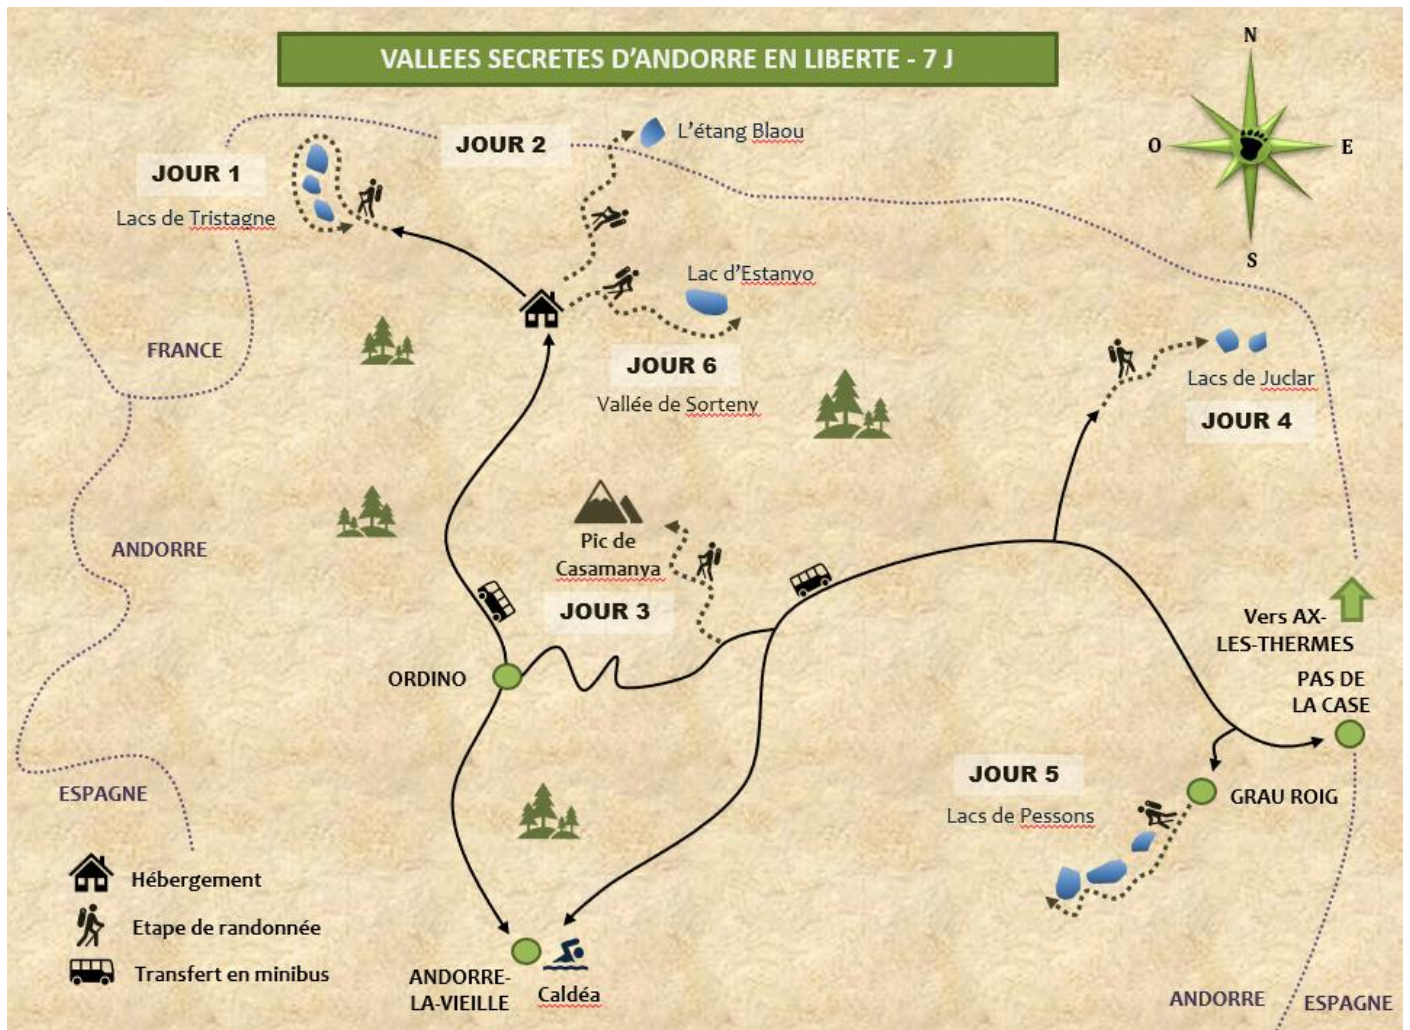 VALLEES SECRETES D'ANDORRE EN LIBERTE - 7 J
N
O
E
S
JOUR 1
Lacs de Tristagne
JOUR 2
L'étang Blaou
Lac d'Estanyo
JOUR 6
Vallée de Sorteny
FRANCE
Lacs de Juclar
JOUR 4
ANDORRE
Pic de
Casamanya
JOUR 3
Vers AX-
LES-THERMES
ORDINO
PAS DE
LA CASE
JOUR 5
Lacs de Pessons
GRAU ROIG
ESPAGNE
Hébergement
Etape de randonnée
Transfert en minibus
ANDORRE-
LA-VIEILLE
Caldéa
ANDORRE
ESPAGNE